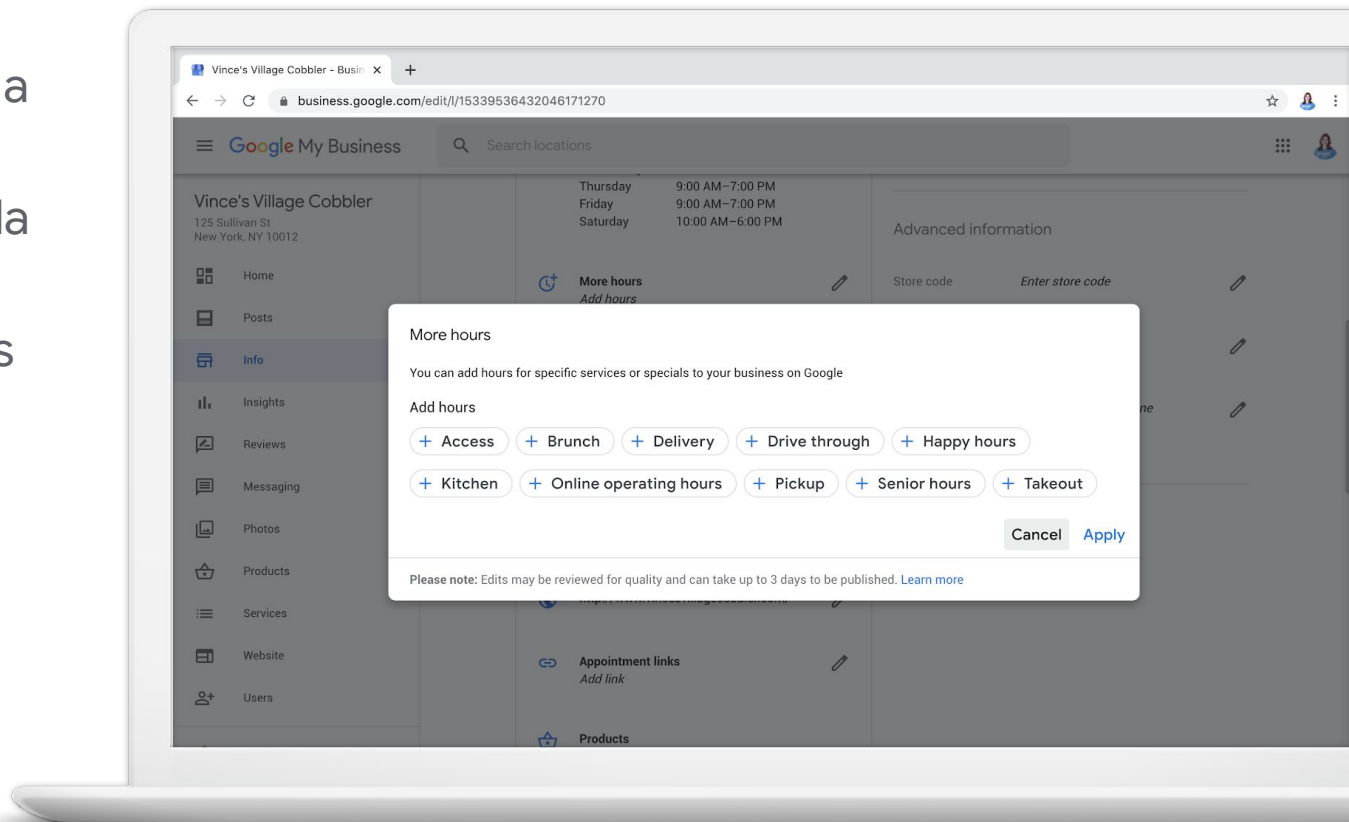 a
la
s
Vince's Village Cobbler - Busin
business.google.com/edit/l/15339536432046171270
Google My Business
Search locations
Vince's Village Cobbler
125 Sullivan St
New York, NY 10012
Home
Posts
Info
Insights
Reviews
Messaging
Photos
Products
Services
Website
Users
Thursday 9:00 AM–7:00 PM
Friday 9:00 AM–7:00 PM
Saturday 10:00 AM–6:00 PM
More hours
Add hours
Advanced information
Store code Enter store code
More hours
You can add hours for specific services or specials to your business on Google
Add hours
+ Access + Brunch + Delivery + Drive through + Happy hours
+ Kitchen + Online operating hours + Pickup + Senior hours + Takeout
Cancel Apply
Please note: Edits may be reviewed for quality and can take up to 3 days to be published. Learn more
ne
Appointment links
Add link
Products